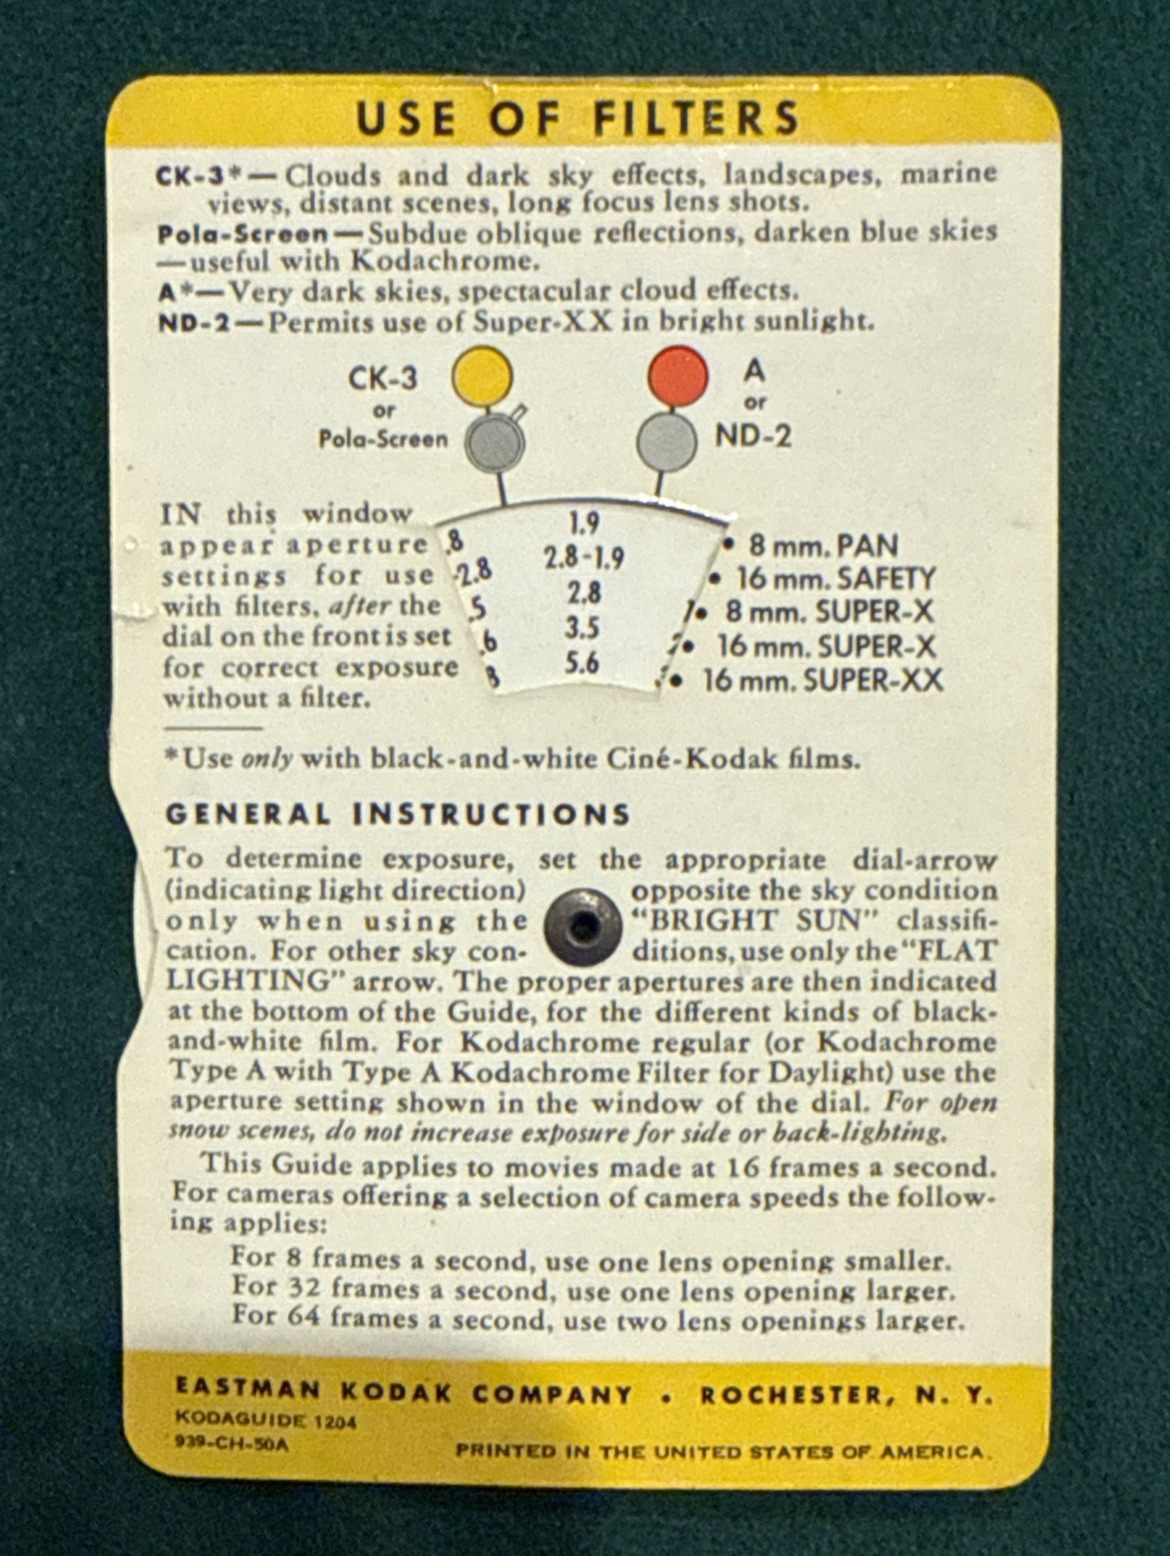 USE OF FILTERS
CK-3*—Clouds and dark sky effects, landscapes, marine
views, distant scenes, long focus lens shots.
Pola-Screen—Subdue oblique reflections, darken blue skies
—useful with Kodachrome.
A*—Very dark skies, spectacular cloud effects.
ND-2—Permits use of Super-XX in bright sunlight.
CK-3
or
Pola-Screen
A
or
ND-2
IN this window
appear aperture
settings for use
with filters, after the
dial on the front is set
for correct exposure
without a filter.
.8 1.9 • 8 mm. PAN
-2.8 2.8-1.9 • 16 mm. SAFETY
.5 2.8 • 8 mm. SUPER-X
.6 3.5 • 16 mm. SUPER-X
5.6 • 16 mm. SUPER-XX
*Use only with black-and-white Ciné-Kodak films.
GENERAL INSTRUCTIONS
To determine exposure, set the appropriate dial-arrow
(indicating light direction) opposite the sky condition
only when using the “BRIGHT SUN” classifi-
cation. For other sky con- ditions, use only the “FLAT
LIGHTING” arrow. The proper apertures are then indicated
at the bottom of the Guide, for the different kinds of black-
and-white film. For Kodachrome regular (or Kodachrome
Type A with Type A Kodachrome Filter for Daylight) use the
aperture setting shown in the window of the dial. For open
snow scenes, do not increase exposure for side or back-lighting.
This Guide applies to movies made at 16 frames a second.
For cameras offering a selection of camera speeds the follow-
ing applies:
For 8 frames a second, use one lens opening smaller.
For 32 frames a second, use one lens opening larger.
For 64 frames a second, use two lens openings larger.
EASTMAN KODAK COMPANY • ROCHESTER, N. Y.
KODAGUIDE 1204
939-CH-50A
PRINTED IN THE UNITED STATES OF AMERICA.